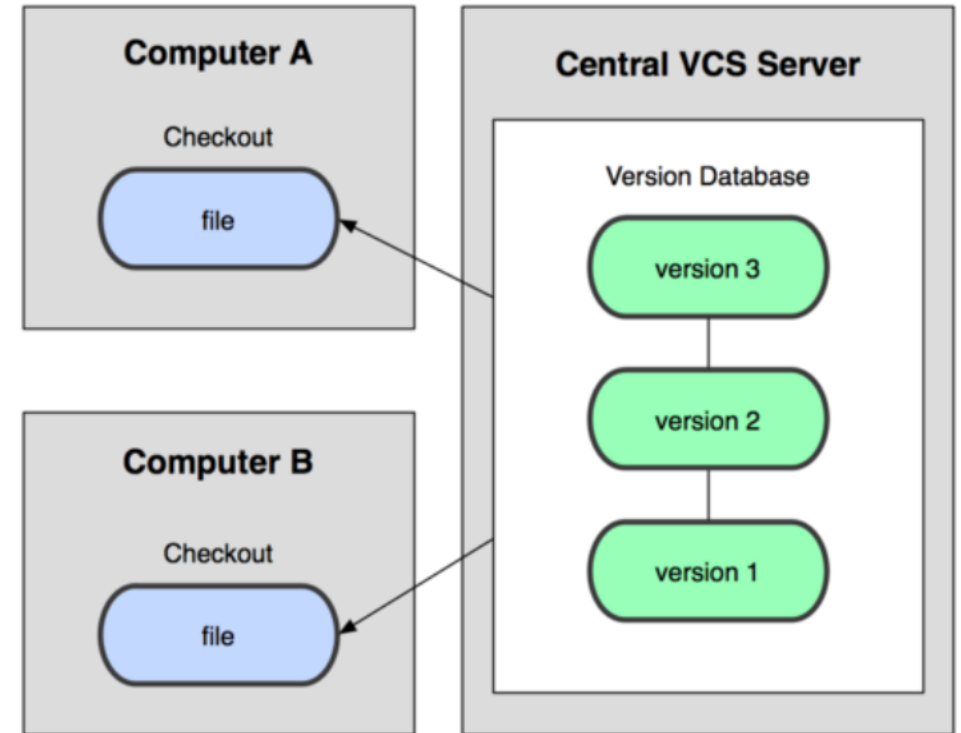 Computer A
Checkout
file
Computer B
Checkout
file
Central VCS Server
Version Database
version 3
version 2
version 1